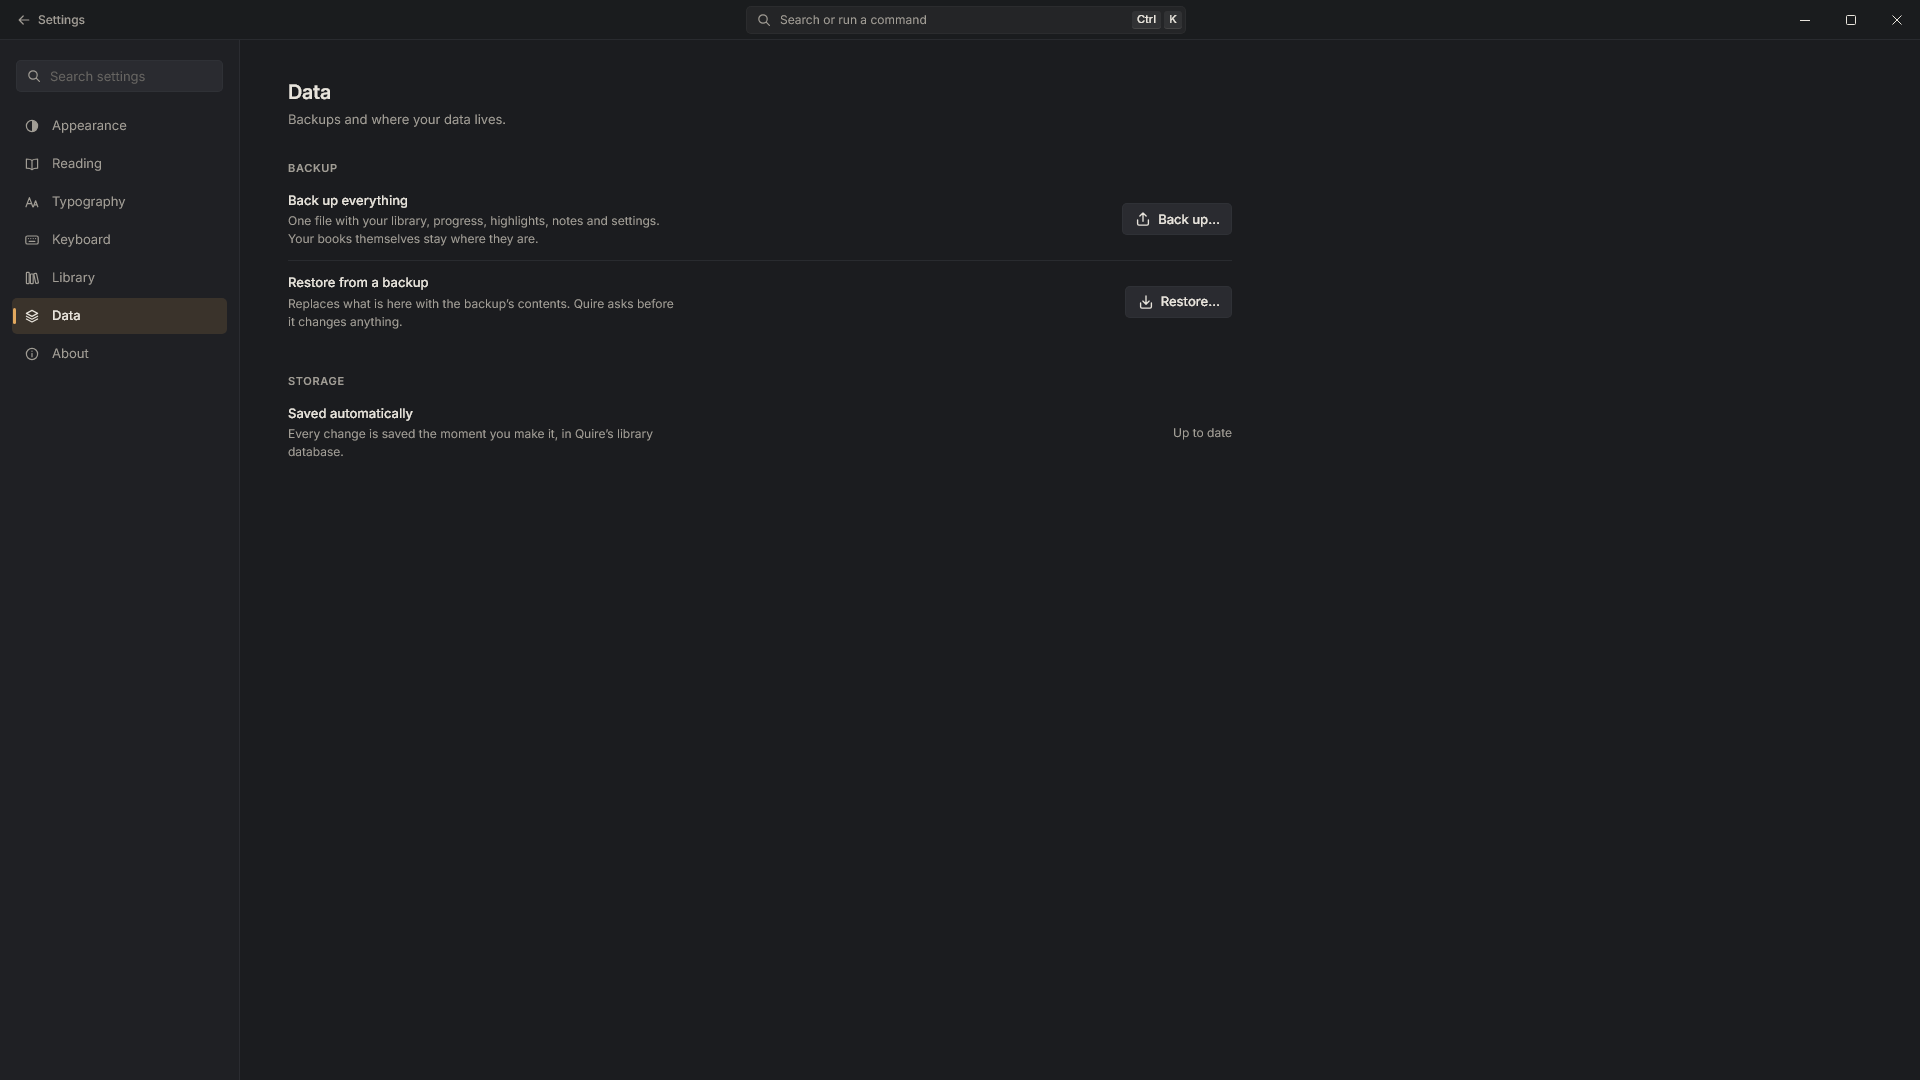 Settings
Search or run a command
Ctrl K
Search settings
Appearance
Reading
Typography
Keyboard
Library
Data
About
Data
Backups and where your data lives.
BACKUP
Back up everything
One file with your library, progress, highlights, notes and settings.
Your books themselves stay where they are.
Back up...
Restore from a backup
Replaces what is here with the backup’s contents. Quire asks before
it changes anything.
Restore...
STORAGE
Saved automatically
Every change is saved the moment you make it, in Quire’s library
database.
Up to date